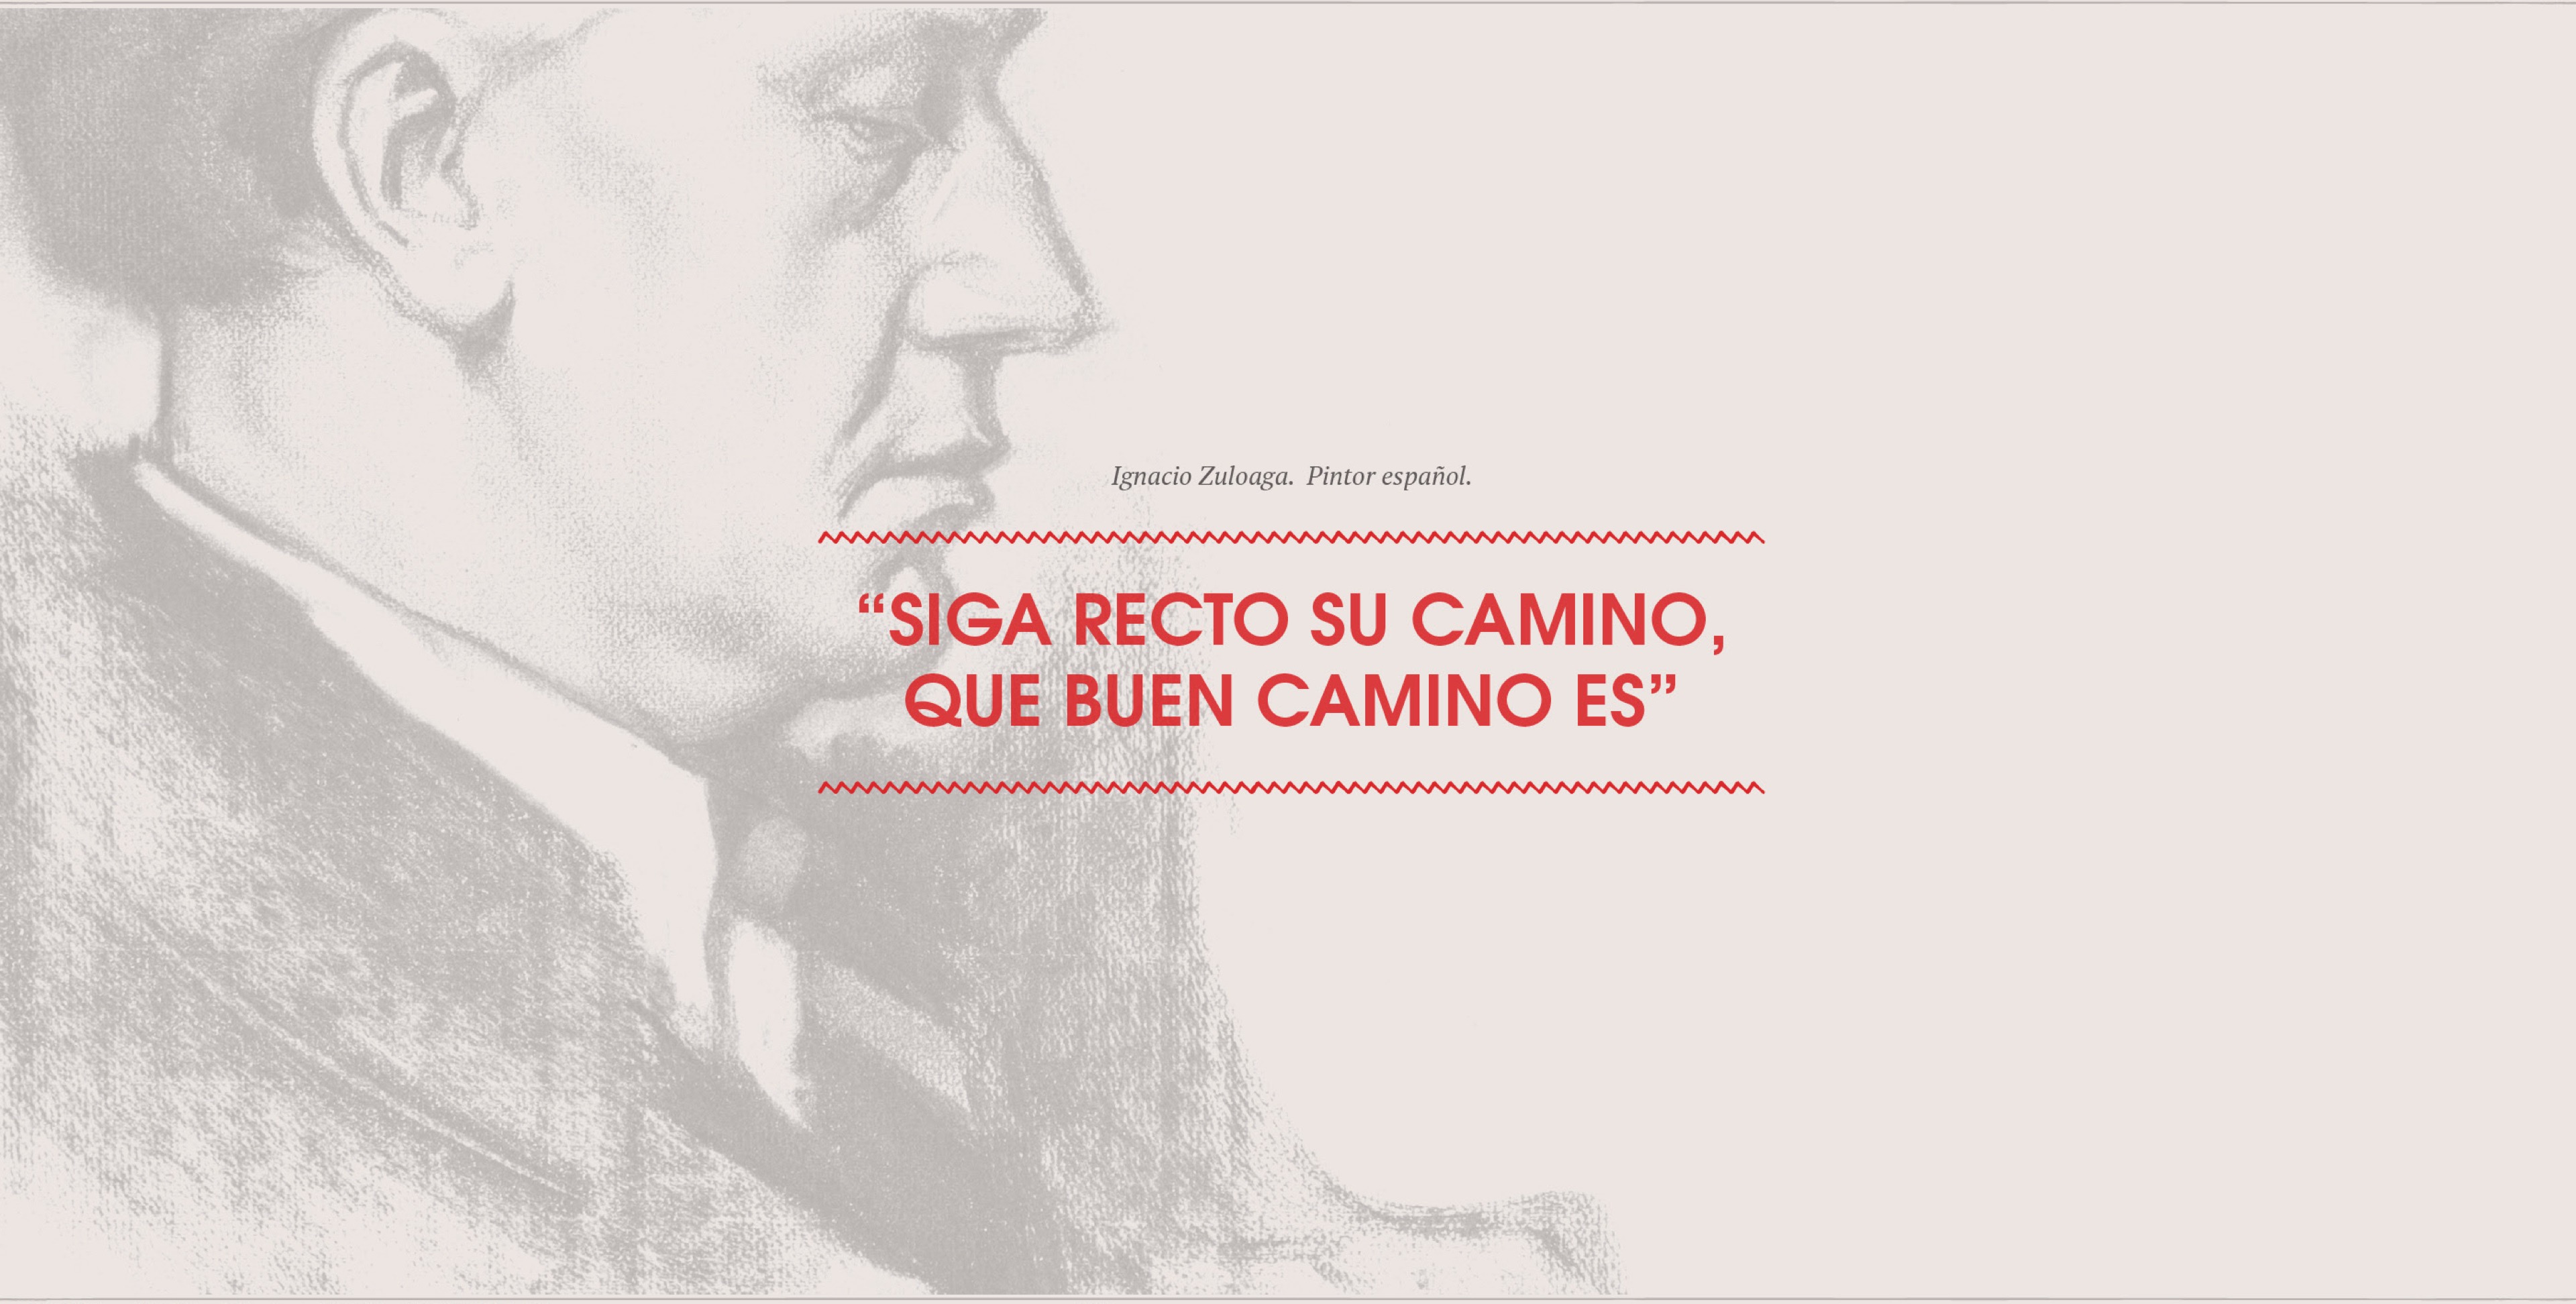 Ignacio Zuloaga. Pintor español.
“SIGA RECTO SU CAMINO,
QUE BUEN CAMINO ES”